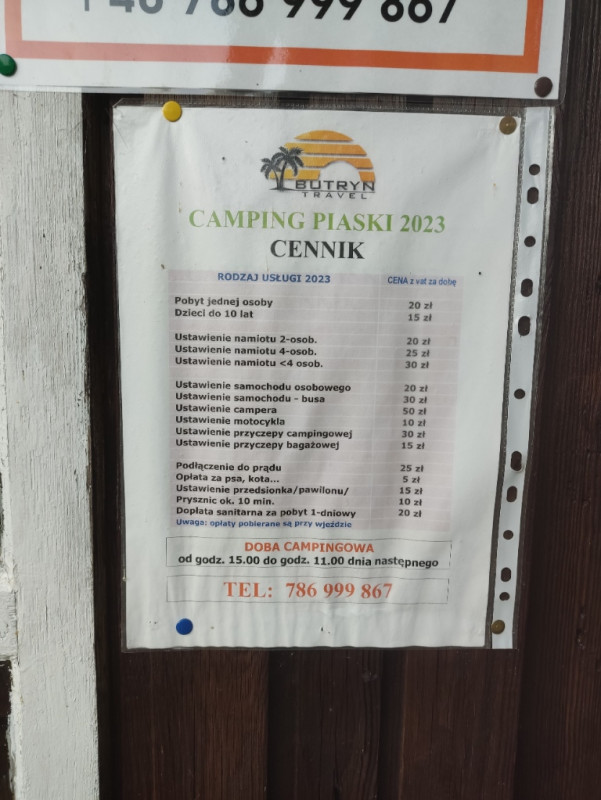 +48 786 999 867
BUTRYN
TRAVEL
CAMPING PIASKI 2023
CENNIK
RODZAJ USŁUGI 2023 CENA z vat za dobę
Pobyt jednej osoby 20 zł
Dzieci do 10 lat 15 zł
Ustawienie namiotu 2-osob. 20 zł
Ustawienie namiotu 4-osob. 25 zł
Ustawienie namiotu <4 osob. 30 zł
Ustawienie samochodu osobowego 20 zł
Ustawienie samochodu - busa 30 zł
Ustawienie campera 50 zł
Ustawienie motocykla 10 zł
Ustawienie przyczepy campingowej 30 zł
Ustawienie przyczepy bagażowej 15 zł
Podłączenie do prądu 25 zł
Opłata za psa, kota... 5 zł
Ustawienie przedsionka/pawilonu/ 15 zł
Prysznic ok. 10 min. 10 zł
Dopłata sanitarna za pobyt 1-dniowy 20 zł
Uwaga: opłaty pobierane są przy wjeździe
DOBA CAMPINGOWA
od godz. 15.00 do godz. 11.00 dnia następnego
TEL: 786 999 867